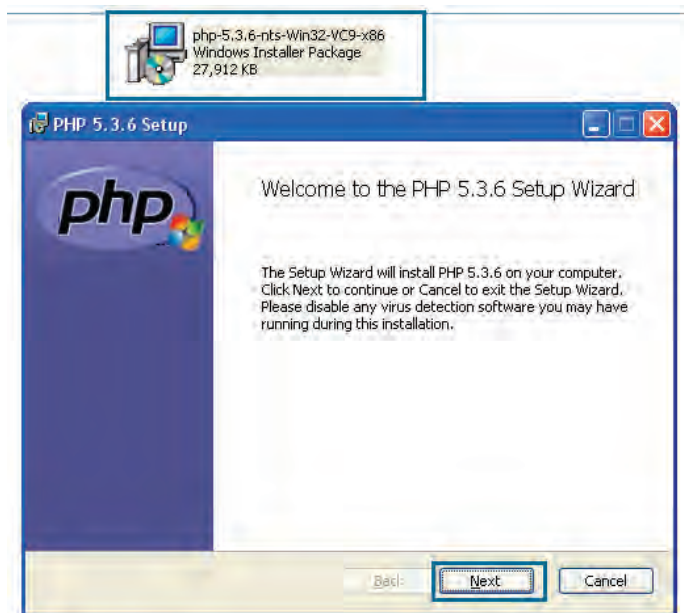 php-5.3.6-nts-Win32-VC9-x86
Windows Installer Package
27,912 KB
PHP 5.3.6 Setup
php
Welcome to the PHP 5.3.6 Setup Wizard
The Setup Wizard will install PHP 5.3.6 on your computer.
Click Next to continue or Cancel to exit the Setup Wizard.
Please disable any virus detection software you may have
running during this installation.
Back Next Cancel